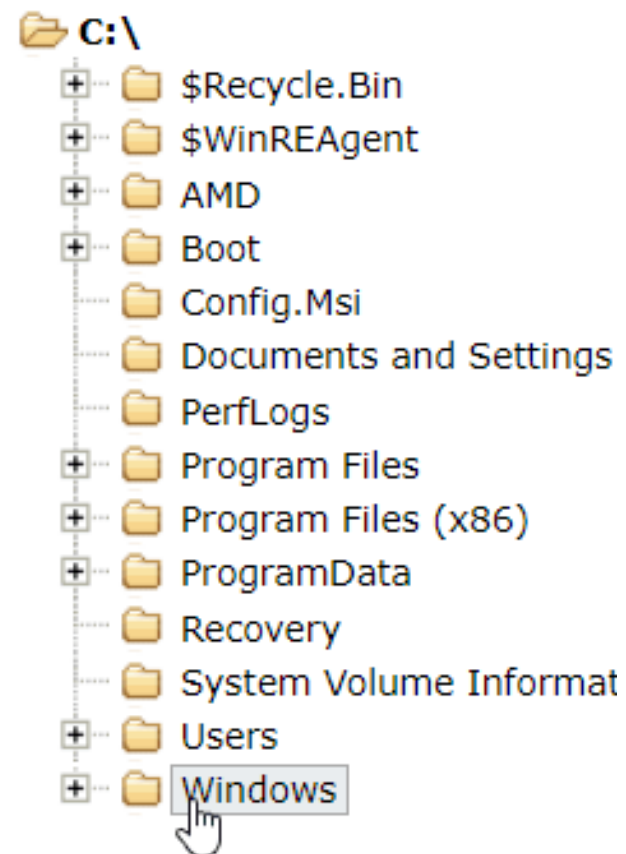 C:\
$Recycle.Bin
$WinREAgent
AMD
Boot
Config.Msi
Documents and Settings
PerfLogs
Program Files
Program Files (x86)
ProgramData
Recovery
System Volume Informat
Users
Windows